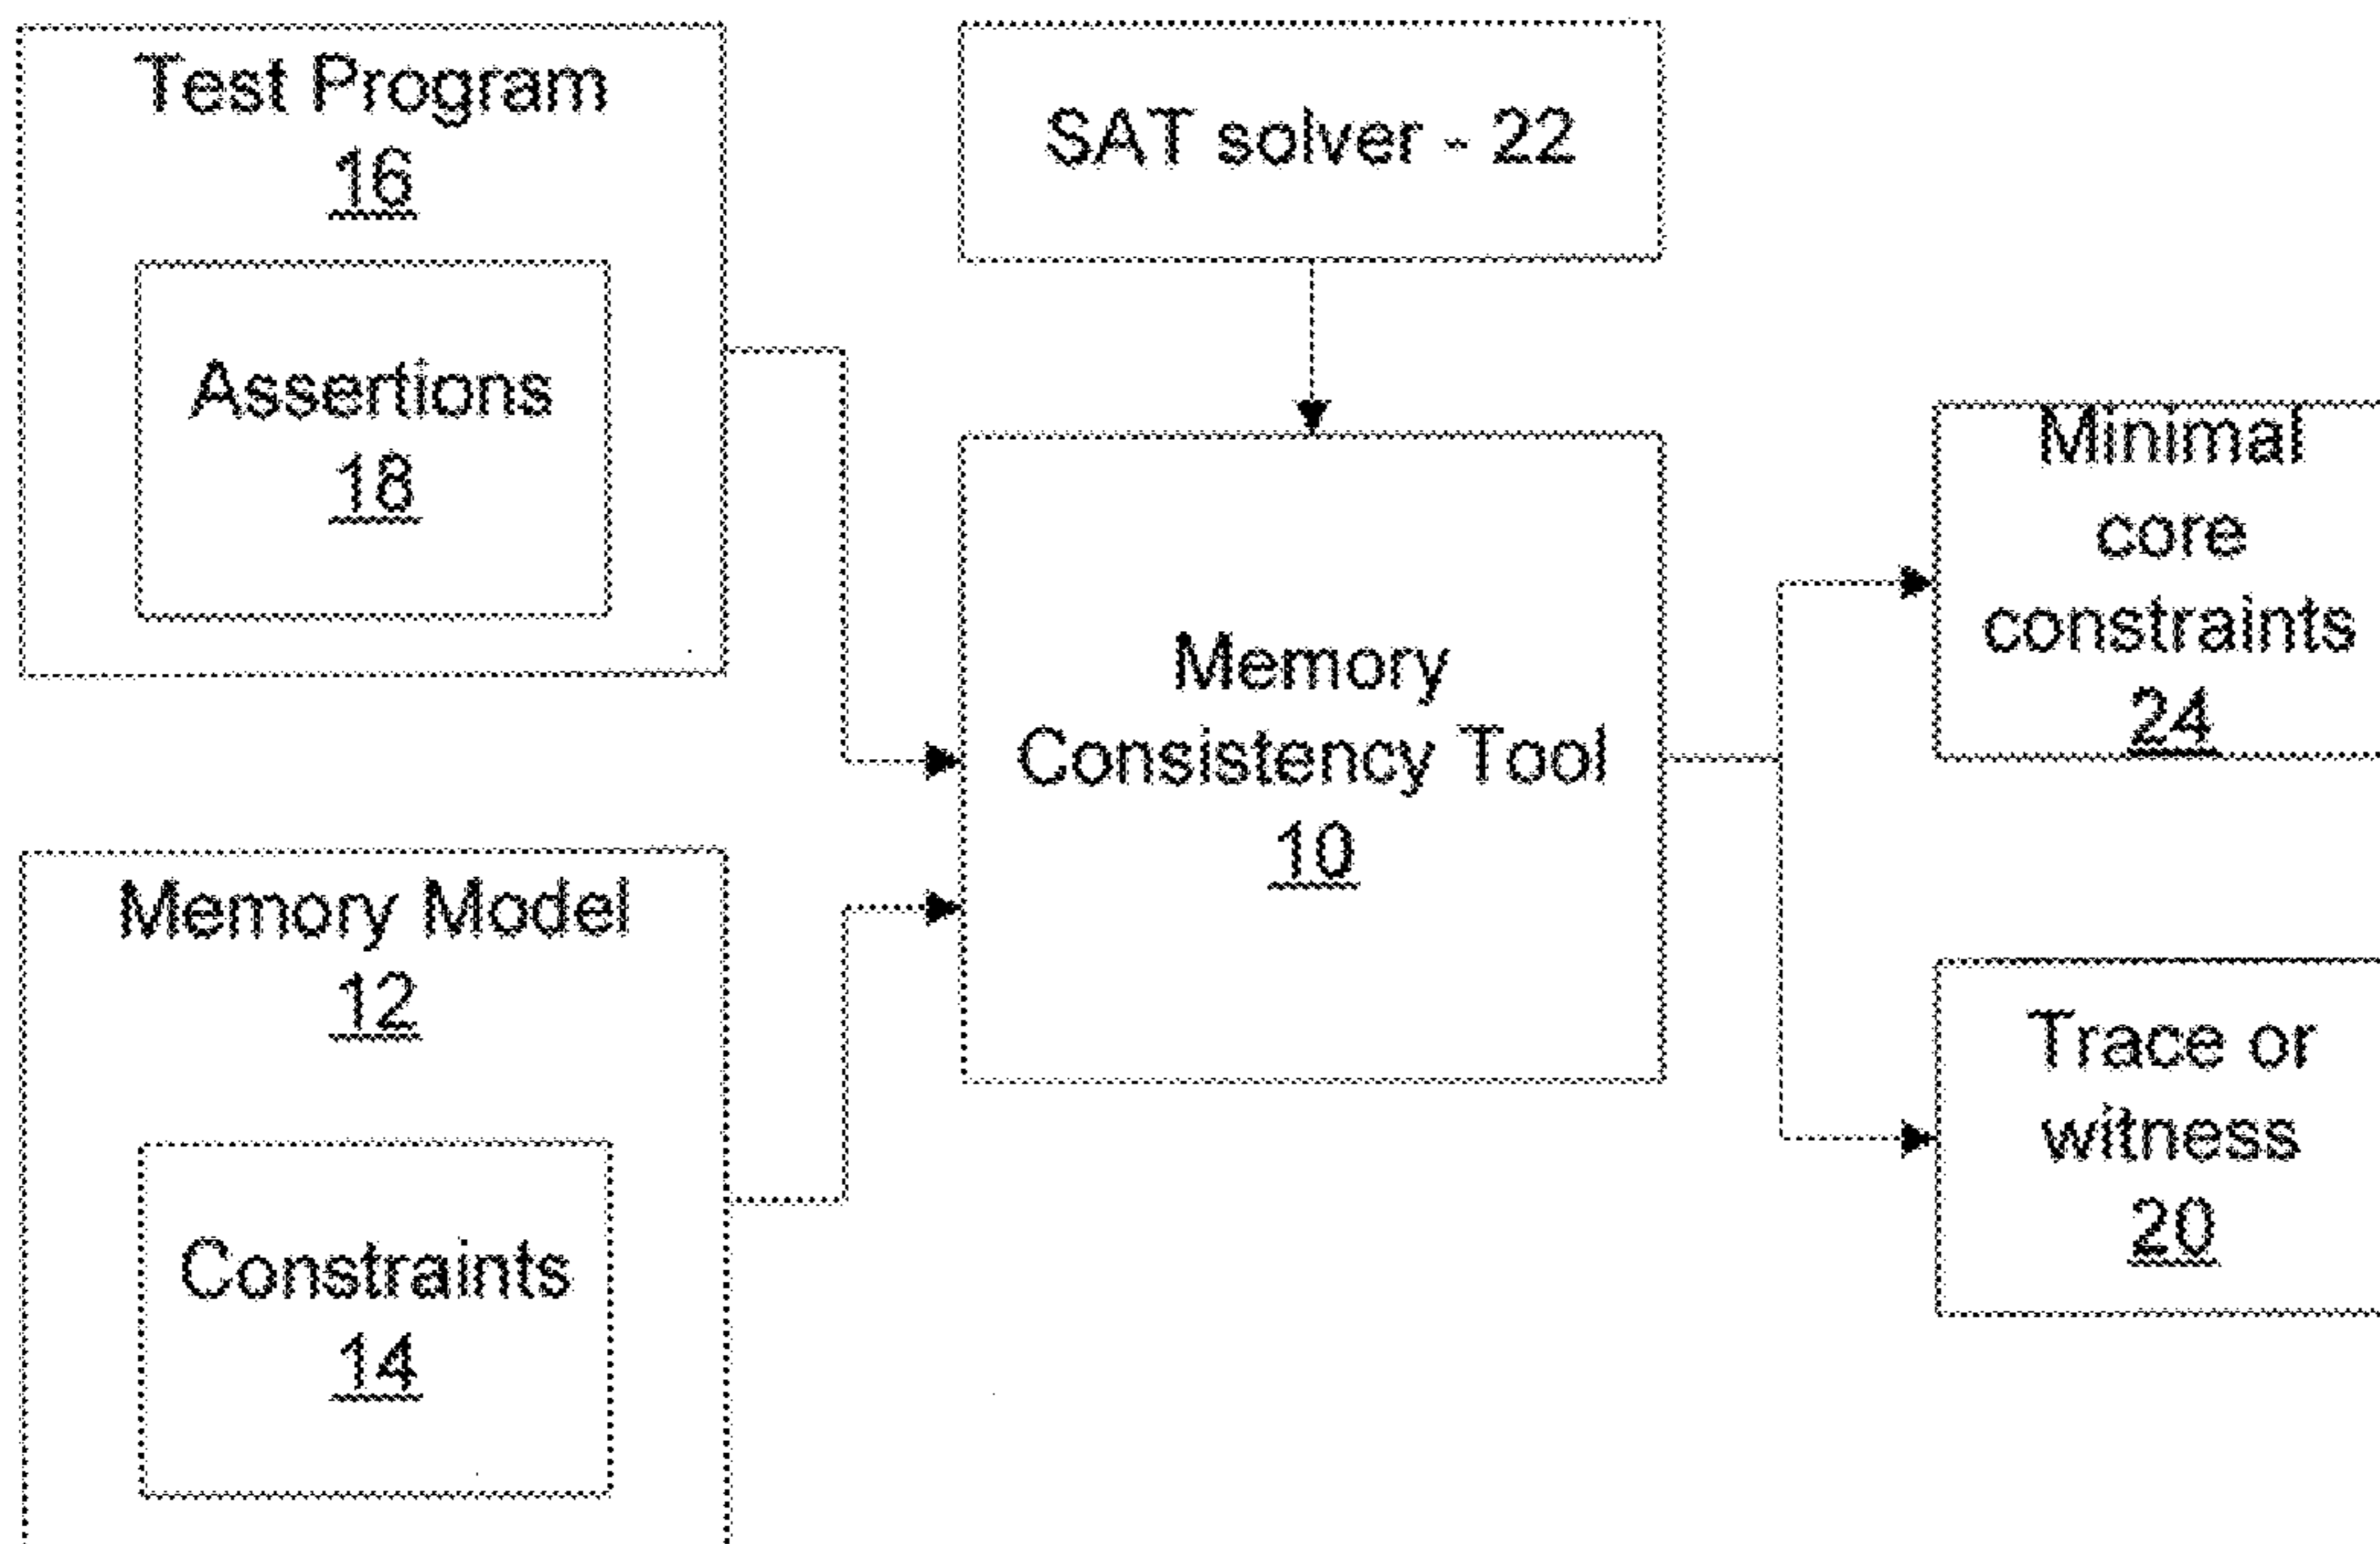 Test Program
16
Assertions
18
SAT solver - 22
Memory
Consistency Tool
10
Minimal
core
constraints
24
Memory Model
12
Constraints
14
Trace or
witness
20